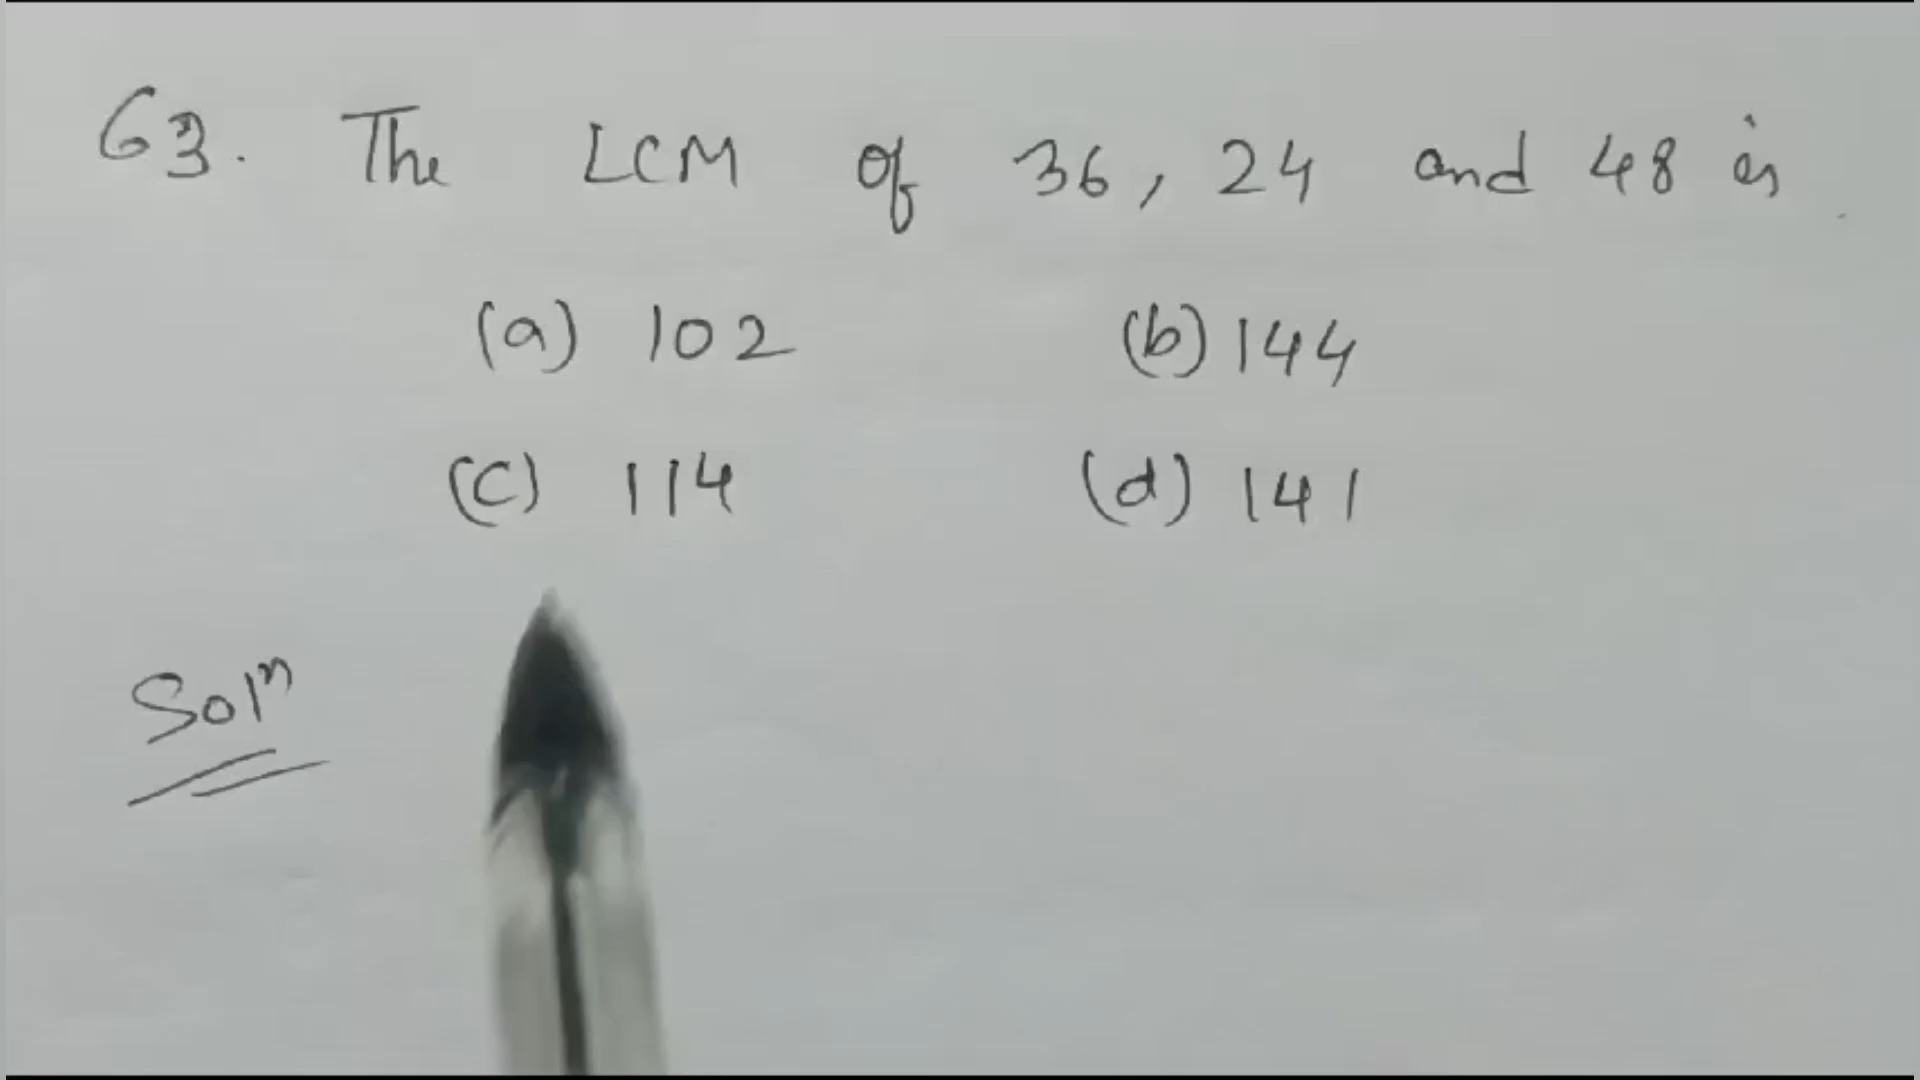 63. The LCM of 36, 24 and 48 is
(a) 102 (b) 144
(c) 114 (d) 141
Solⁿ